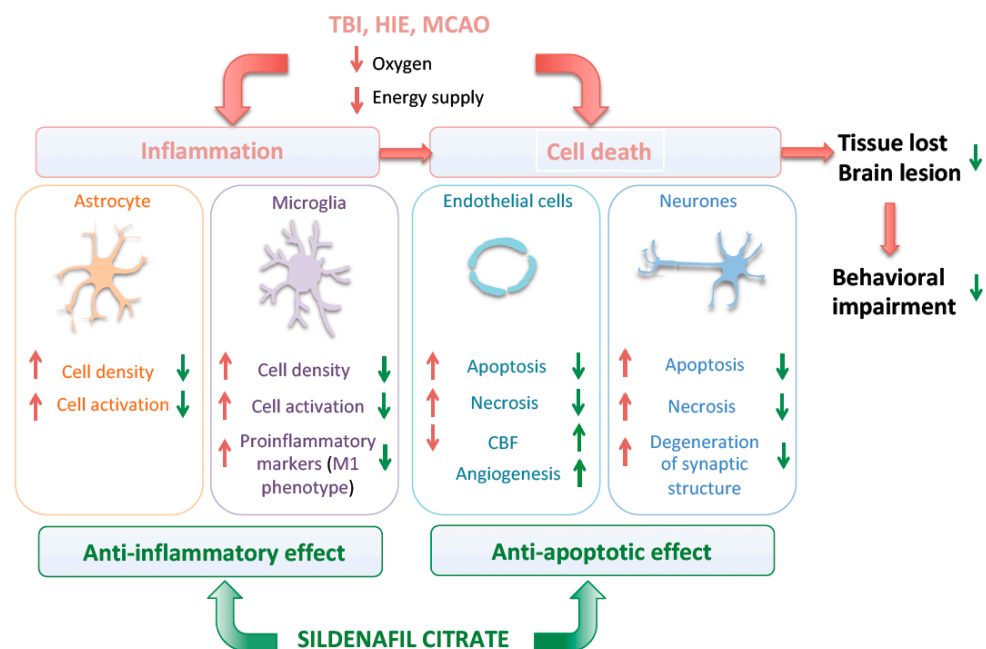 TBI, HIE, MCAO
Oxygen
Energy supply
Inflammation
Cell death
Tissue lost
Brain lesion
Behavioral
impairment
Astrocyte
Cell density
Cell activation
Microglia
Cell density
Cell activation
Proinflammatory
markers (M1
phenotype)
Endothelial cells
Apoptosis
Necrosis
CBF
Angiogenesis
Neurones
Apoptosis
Necrosis
Degeneration
of synaptic
structure
Anti-inflammatory effect
Anti-apoptotic effect
SILDENAFIL CITRATE